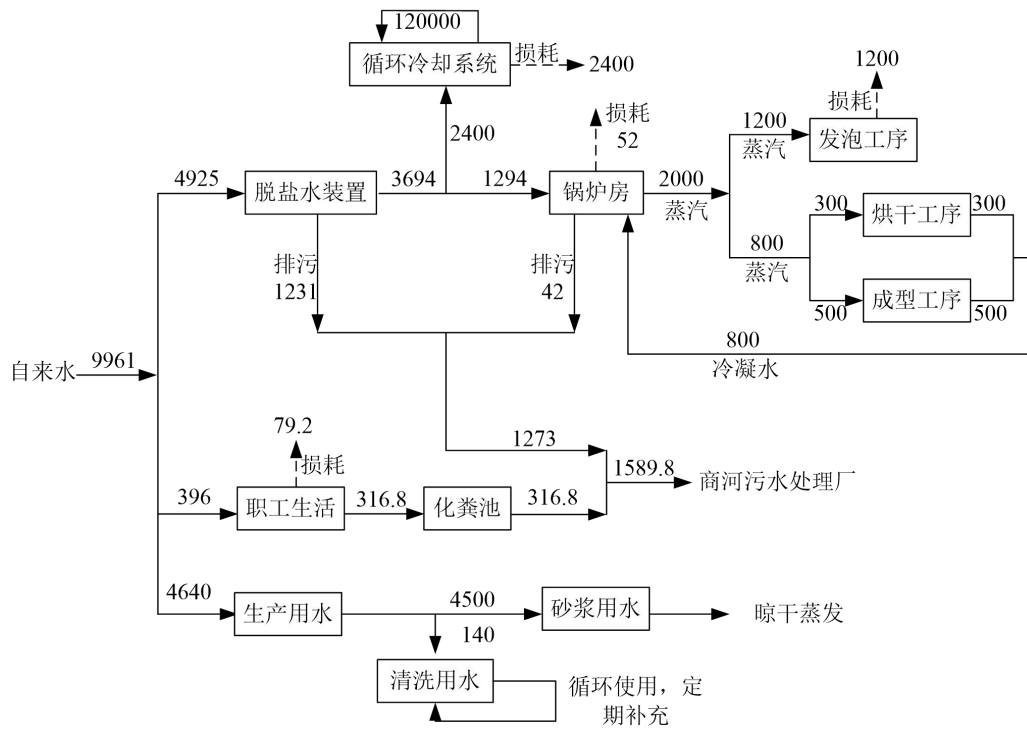 120000
循环冷却系统
损耗
2400
2400
1200
损耗
1200
蒸汽
发泡工序
损耗
52
4925
脱盐水装置
3694
1294
锅炉房
2000
蒸汽
300
烘干工序
300
800
蒸汽
500
成型工序
500
排污
1231
排污
42
800
冷凝水
自来水
9961
79.2
损耗
1273
1589.8
商河污水处理厂
396
职工生活
316.8
化粪池
316.8
4640
生产用水
4500
砂浆用水
晾干蒸发
140
清洗用水
循环使用，定
期补充